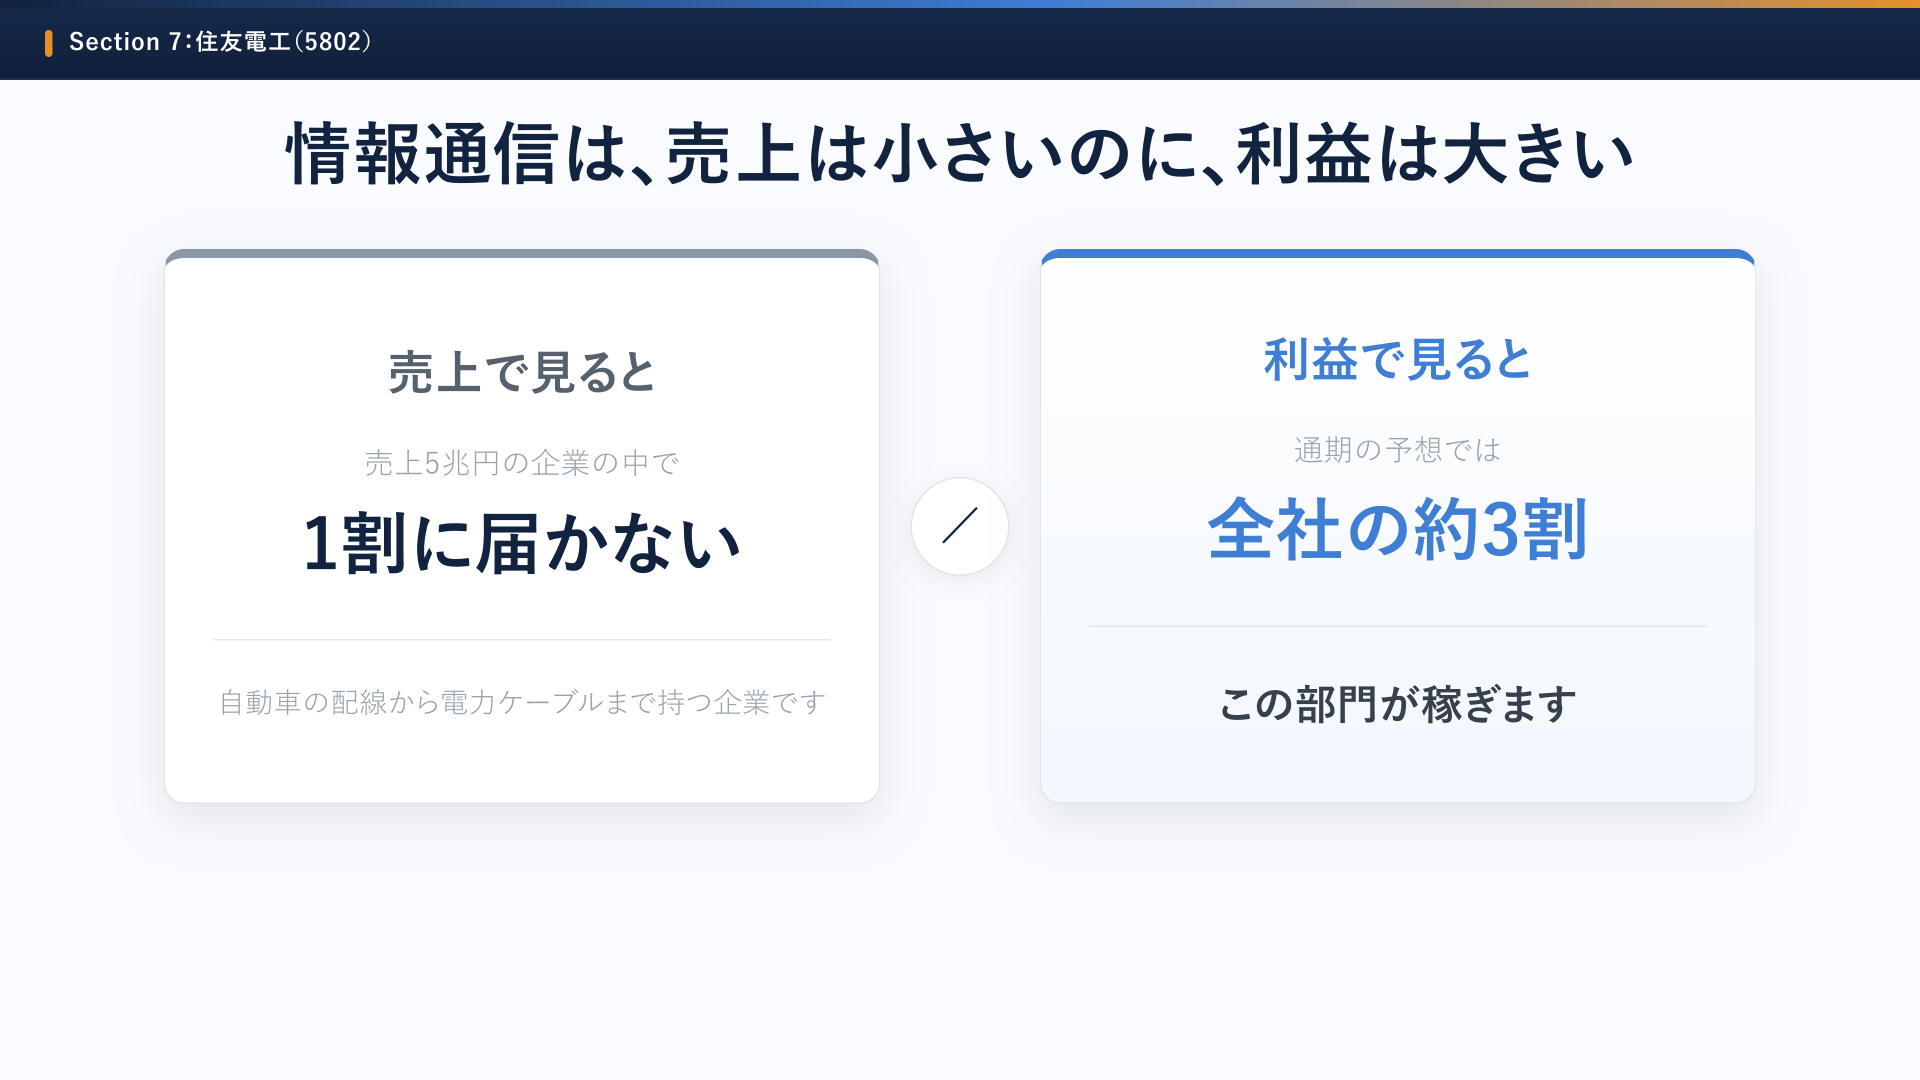 Section 7：住友電工（5802）
情報通信は、売上は小さいのに、利益は大きい
売上で見ると
売上5兆円の企業の中で
1割に届かない
自動車の配線から電力ケーブルまで持つ企業です
／
利益で見ると
通期の予想では
全社の約3割
この部門が稼ぎます